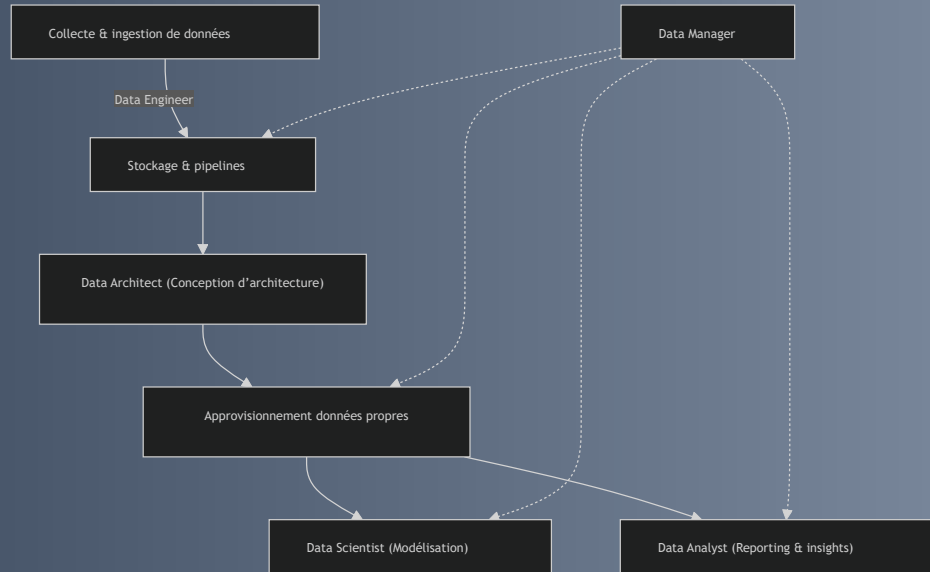 Collecte & ingestion de données
Data Manager
Data Engineer
Stockage & pipelines
Data Architect (Conception d’architecture)
Approvisionnement données propres
Data Scientist (Modélisation)
Data Analyst (Reporting & insights)